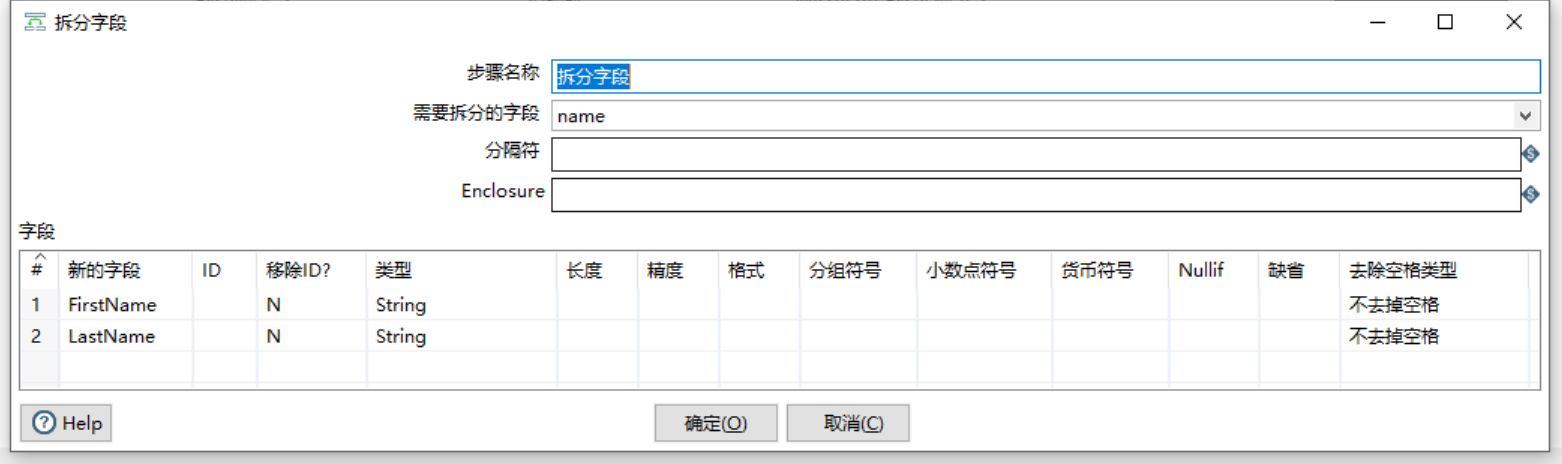 拆分字段
步骤名称 拆分字段
需要拆分的字段 name
分隔符
Enclosure
字段
# 新的字段 ID 移除ID? 类型 长度 精度 格式 分组符号 小数点符号 货币符号 Nullif 缺省 去除空格类型
1 FirstName N String 不去掉空格
2 LastName N String 不去掉空格
Help 确定(O) 取消(C)